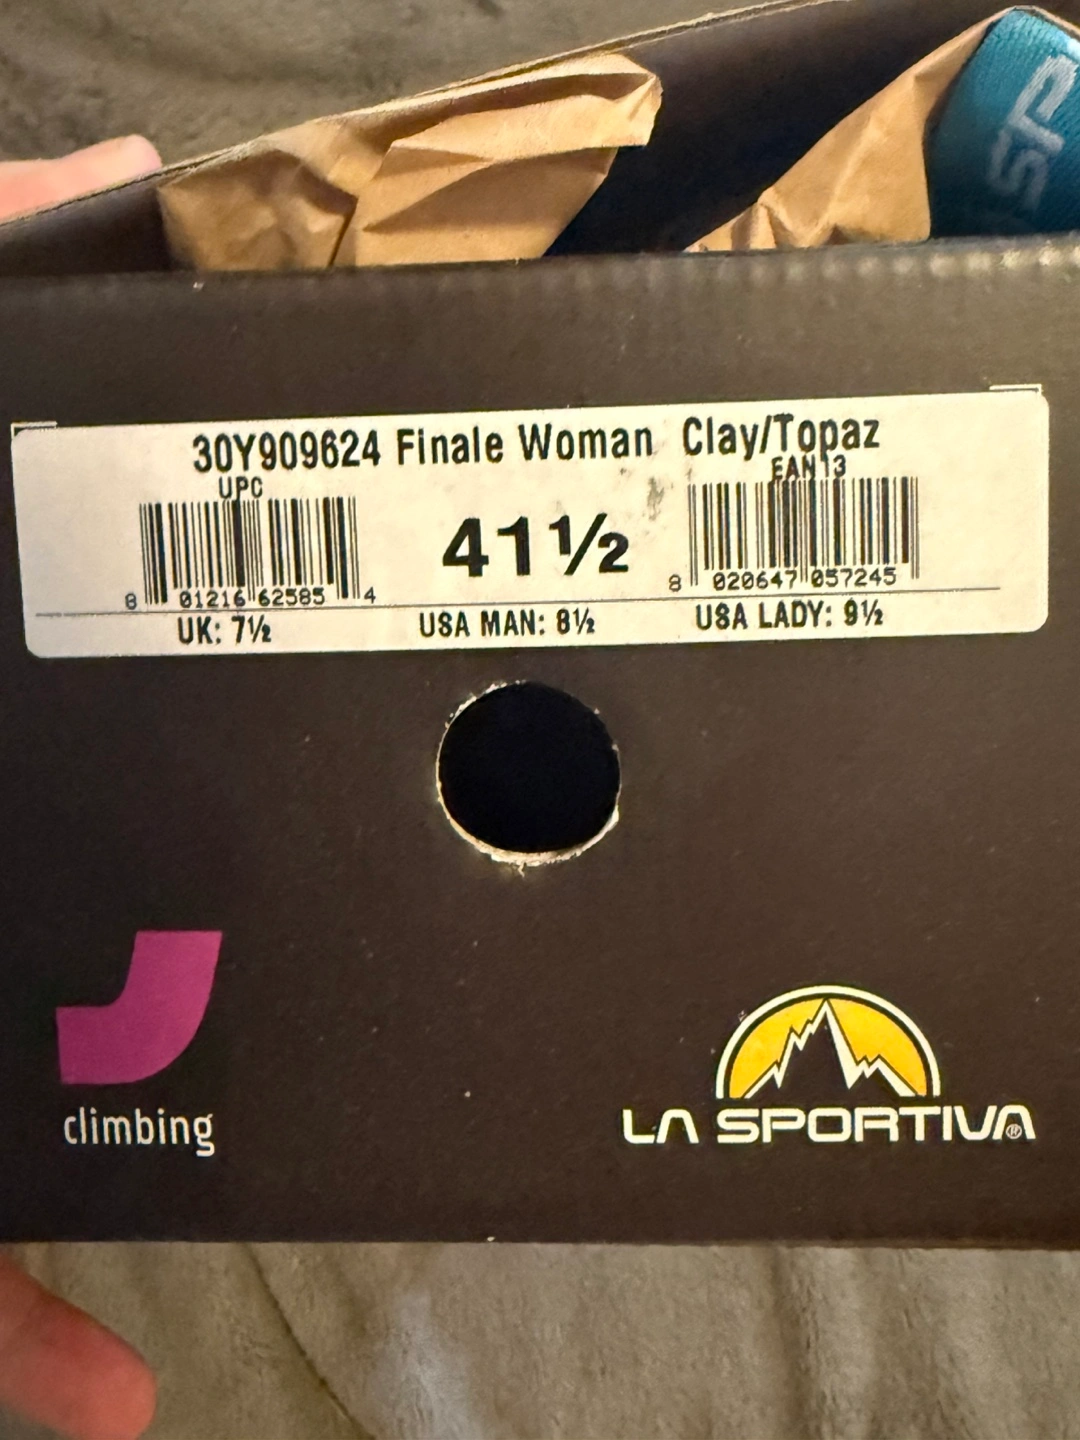 SP
30Y909624 Finale Woman Clay/Topaz
UPC
EAN13
41½
8 01216 62585 4
8 020647 057245
UK: 7½ USA MAN: 8½ USA LADY: 9½
climbing
LA SPORTIVA®